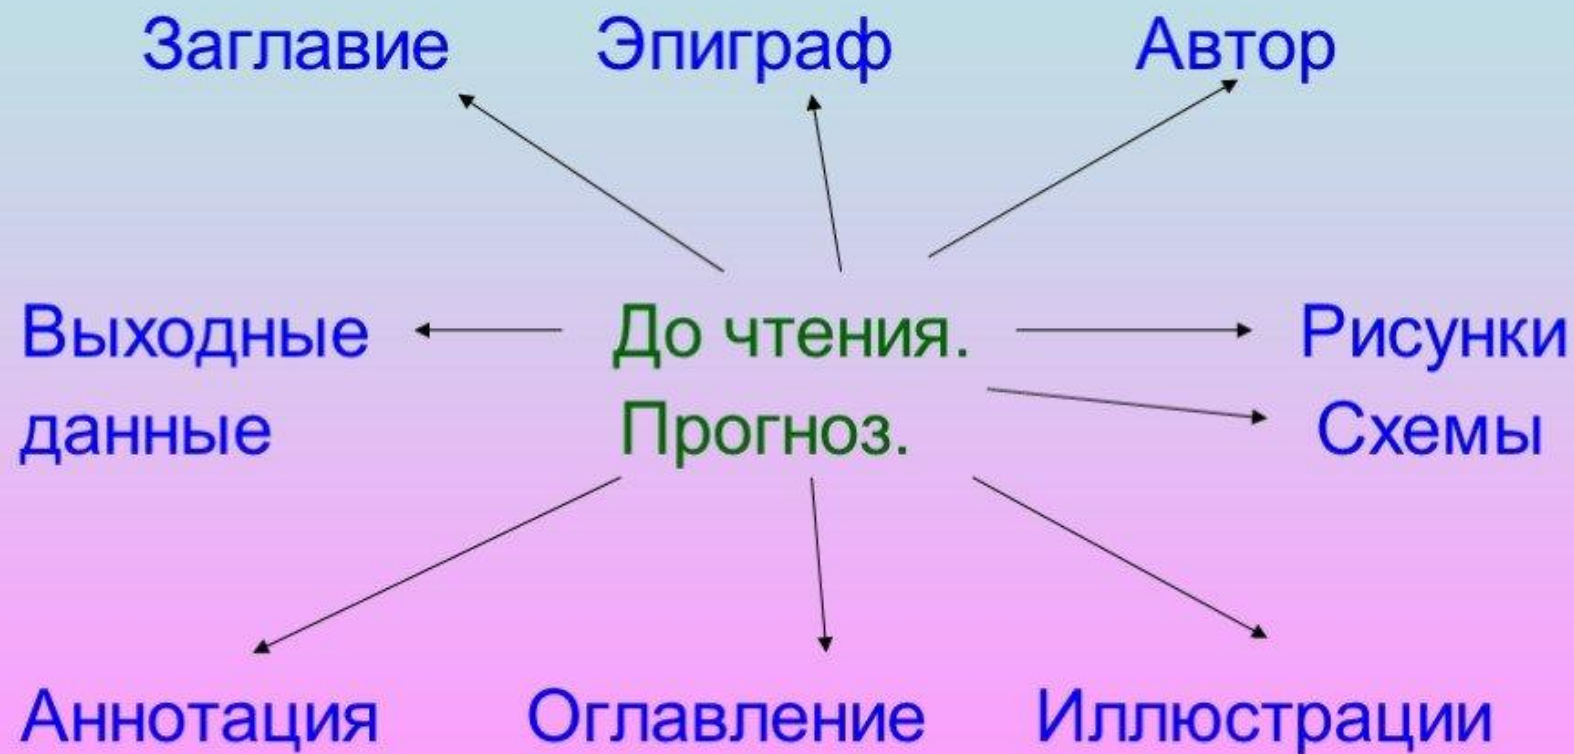 Заглавие Эпиграф Автор
Выходные До чтения. Рисунки
данные Прогноз. Схемы
Аннотация Оглавление Иллюстрации